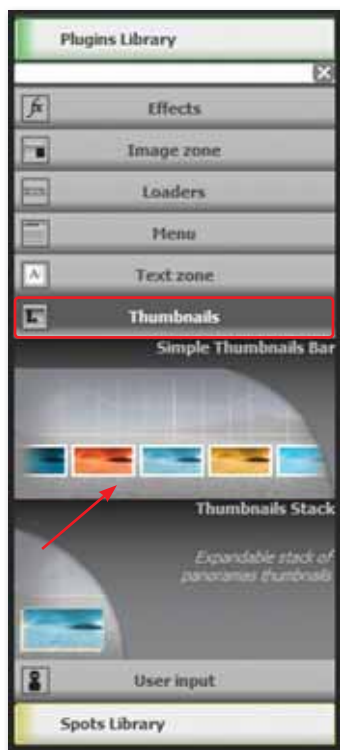 Plugins Library
Effects
Image zone
Loaders
Menu
Text zone
Thumbnails
Simple Thumbnails Bar
Thumbnails Stack
Expandable stack of
panoramas thumbnails
User input
Spots Library